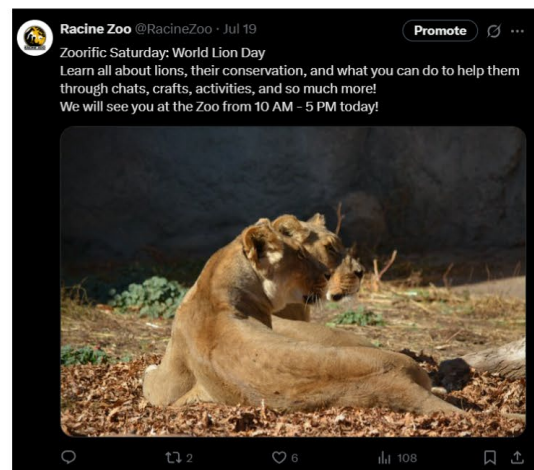 Racine Zoo @RacineZoo · Jul 19
Promote
Zoorific Saturday: World Lion Day
Learn all about lions, their conservation, and what you can do to help them
through chats, crafts, activities, and so much more!
We will see you at the Zoo from 10 AM - 5 PM today!
2
6
108